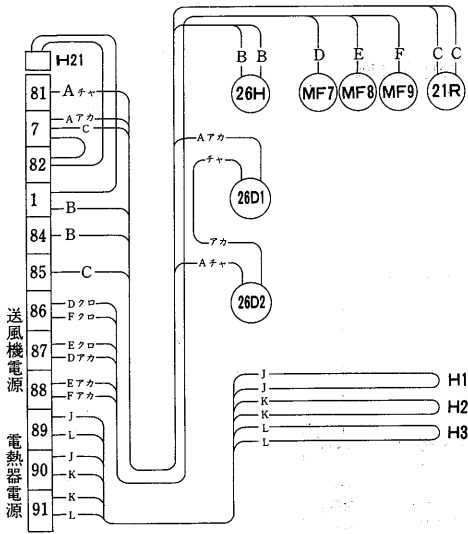 H21
81
Aチャ
7
Aアカ
C
82
1
B
84
B
85
C
86
Dクロ
Fクロ
87
Eクロ
Dアカ
88
Eアカ
Fアカ
89
J
L
90
J
K
91
K
L
送風機電源
電熱器電源
B
B
D
E
F
C
C
26H
MF7
MF8
MF9
21R
Aアカ
チャ
26D1
アカ
Aチャ
26D2
J
J
H1
K
K
H2
L
L
H3